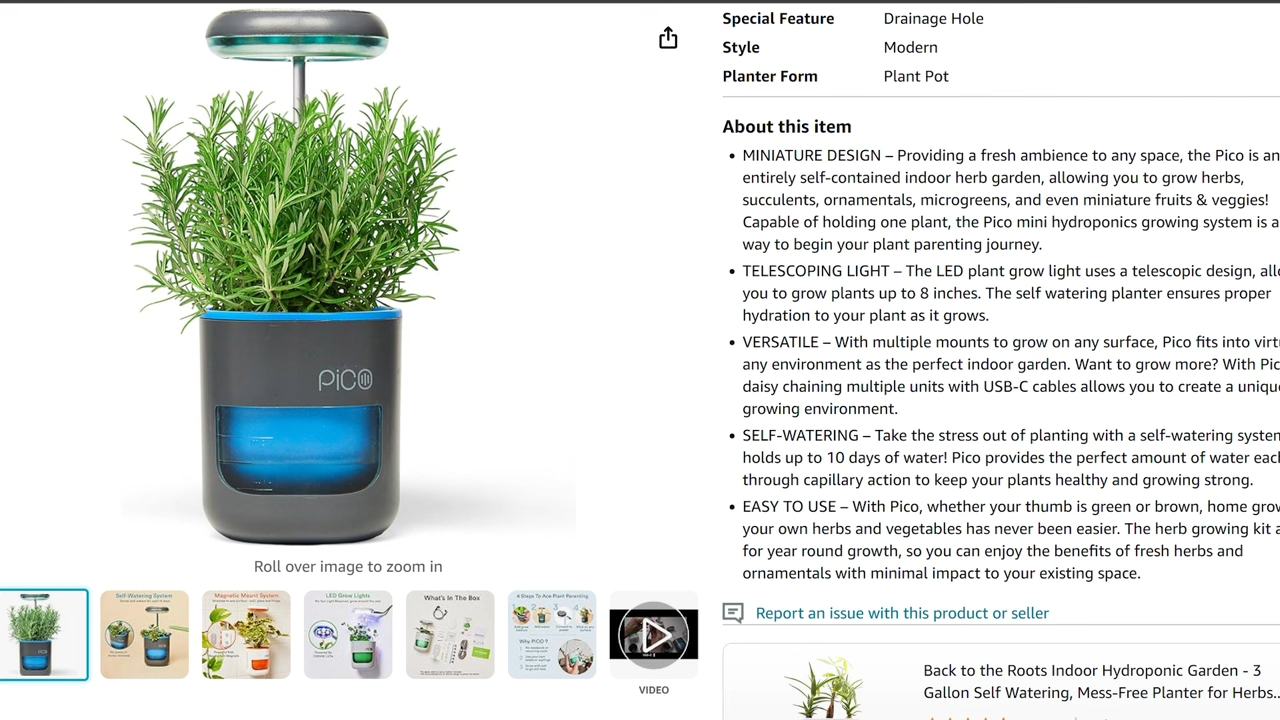 Special Feature Drainage Hole
Style Modern
Planter Form Plant Pot
About this item
MINIATURE DESIGN – Providing a fresh ambience to any space, the Pico is an
entirely self-contained indoor herb garden, allowing you to grow herbs,
succulents, ornamentals, microgreens, and even miniature fruits & veggies!
Capable of holding one plant, the Pico mini hydroponics growing system is a
way to begin your plant parenting journey.
TELESCOPING LIGHT – The LED plant grow light uses a telescopic design, allo
you to grow plants up to 8 inches. The self watering planter ensures proper
hydration to your plant as it grows.
VERSATILE – With multiple mounts to grow on any surface, Pico fits into virtu
any environment as the perfect indoor garden. Want to grow more? With Pic
daisy chaining multiple units with USB-C cables allows you to create a unique
growing environment.
SELF-WATERING – Take the stress out of planting with a self-watering system
holds up to 10 days of water! Pico provides the perfect amount of water each
through capillary action to keep your plants healthy and growing strong.
EASY TO USE – With Pico, whether your thumb is green or brown, home grow
your own herbs and vegetables has never been easier. The herb growing kit a
for year round growth, so you can enjoy the benefits of fresh herbs and
ornamentals with minimal impact to your existing space.
Report an issue with this product or seller
Back to the Roots Indoor Hydroponic Garden - 3
Gallon Self Watering, Mess-Free Planter for Herbs...
PICO
Roll over image to zoom in
Self-Watering System
Magnetic Mount System
LED Grow Lights
What's In The Box
4 Steps To Ace Plant Parenting
Why PICO ?
VIDEO